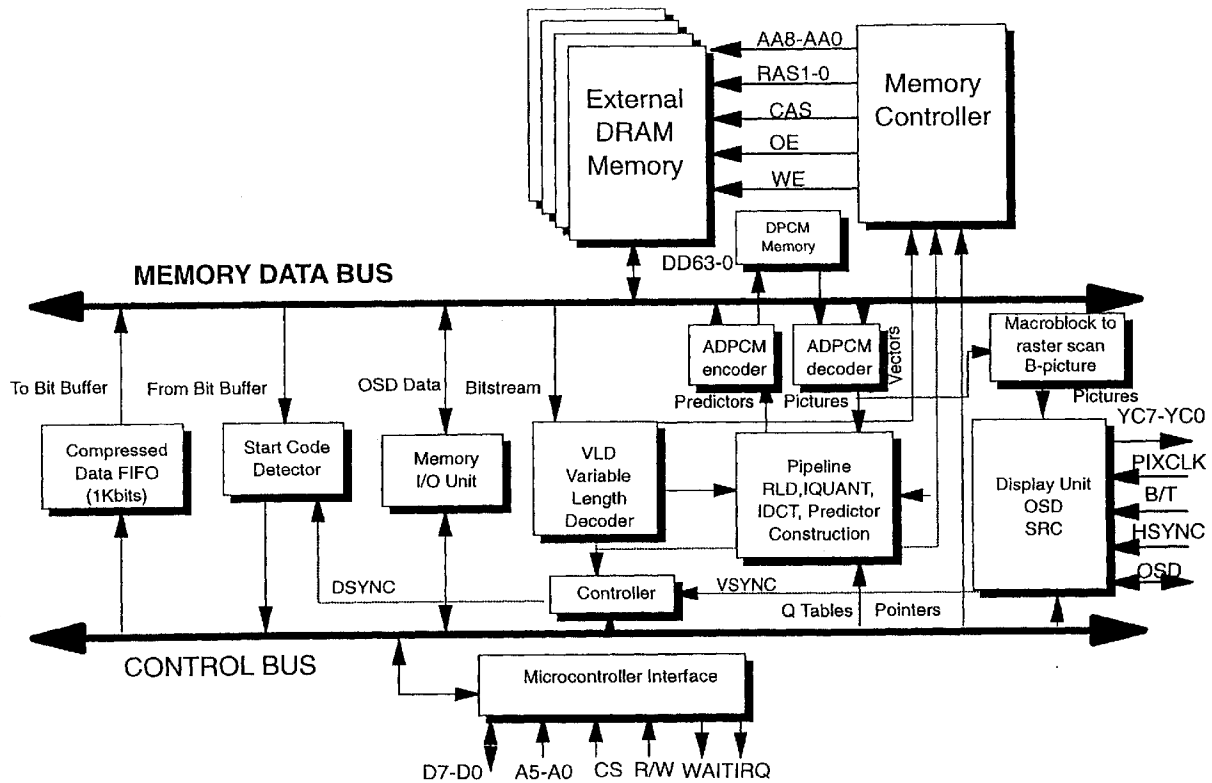 External
DRAM
Memory
AA8-AA0
RAS1-0
CAS
OE
WE
Memory
Controller
DPCM
Memory
DD63-0
MEMORY DATA BUS
To Bit Buffer
From Bit Buffer
OSD Data
Bitstream
ADPCM
encoder
ADPCM
decoder
Vectors
Macroblock to
raster scan
B-picture
Predictors
Pictures
Pictures
Compressed
Data FIFO
(1Kbits)
Start Code
Detector
Memory
I/O Unit
VLD
Variable
Length
Decoder
Pipeline
RLD,IQUANT,
IDCT, Predictor
Construction
Display Unit
OSD
SRC
YC7-YC0
PIXCLK
B/T
HSYNC
OSD
DSYNC
Controller
VSYNC
Q Tables
Pointers
CONTROL BUS
Microcontroller Interface
D7-D0
A5-A0
CS
R/W
WAIT
IRQ